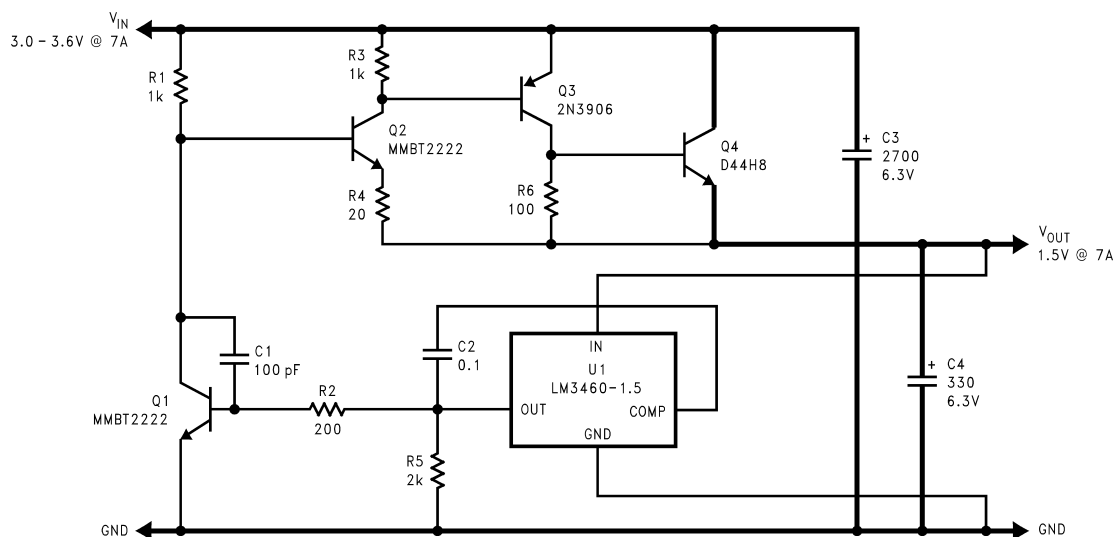 V_IN
3.0 – 3.6V @ 7A
R1
1k
R3
1k
Q3
2N3906
Q2
MMBT2222
Q4
D44H8
C3
+
2700
6.3V
R4
20
R6
100
V_OUT
1.5V @ 7A
C1
100 pF
C2
0.1
IN
U1
LM3460-1.5
OUT
COMP
GND
C4
+
330
6.3V
Q1
MMBT2222
R2
200
R5
2k
GND
GND